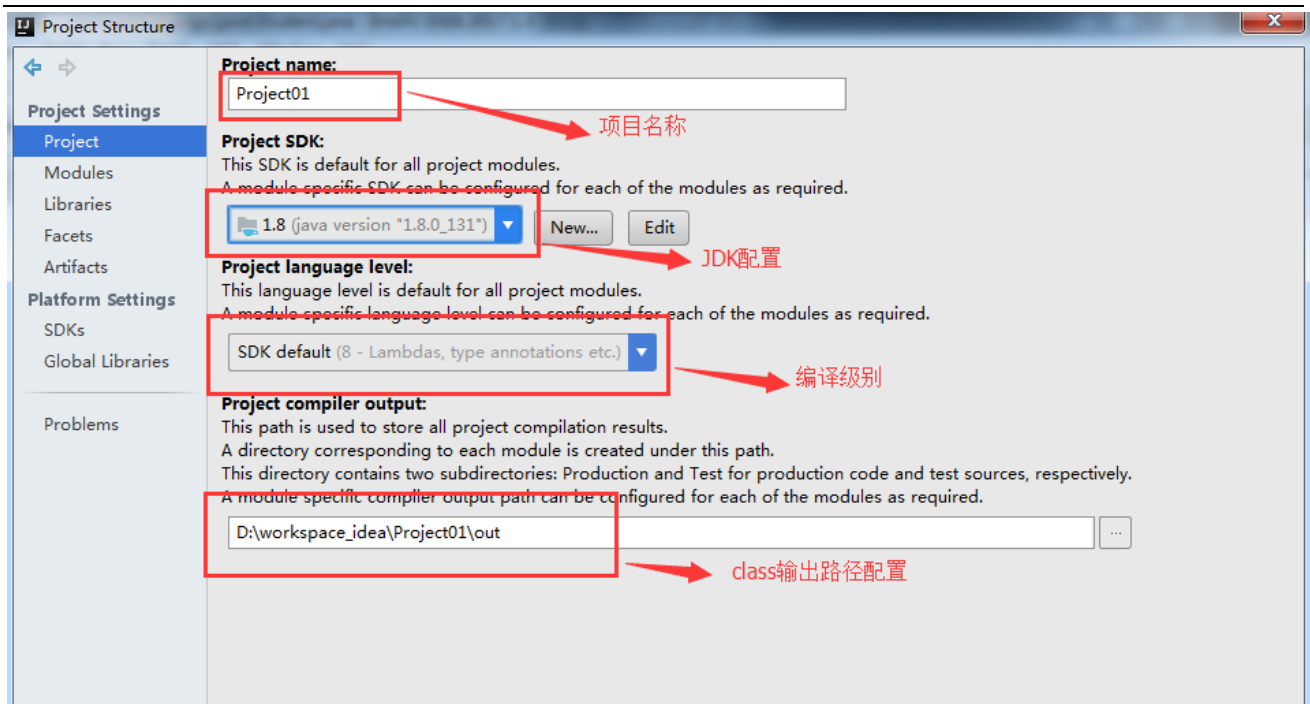 Project Structure
Project Settings
Project
Modules
Libraries
Facets
Artifacts
Platform Settings
SDKs
Global Libraries
Problems
Project name:
Project01
项目名称
Project SDK:
This SDK is default for all project modules.
A module specific SDK can be configured for each of the modules as required.
1.8 (java version "1.8.0_131")
New...
Edit
JDK配置
Project language level:
This language level is default for all project modules.
A module specific language level can be configured for each of the modules as required.
SDK default (8 - Lambdas, type annotations etc.)
编译级别
Project compiler output:
This path is used to store all project compilation results.
A directory corresponding to each module is created under this path.
This directory contains two subdirectories: Production and Test for production code and test sources, respectively.
A module specific compiler output path can be configured for each of the modules as required.
D:\workspace_idea\Project01\out
...
class输出路径配置